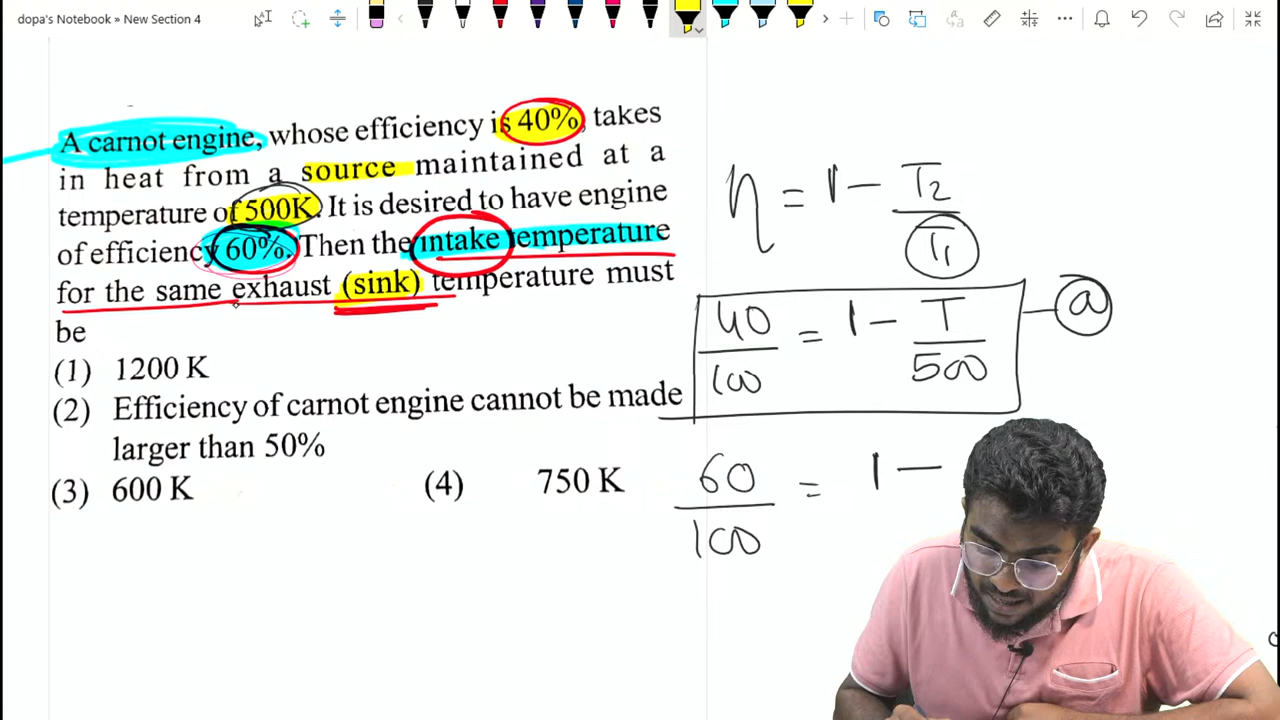 dopa's Notebook » New Section 4
A carnot engine, whose efficiency is 40%, takes
in heat from a source maintained at a
temperature of 500K. It is desired to have engine
of efficiency 60%. Then the intake temperature
for the same exhaust (sink) temperature must
be
(1) 1200 K
(2) Efficiency of carnot engine cannot be made
larger than 50%
(3) 600 K (4) 750 K
η = 1 - T2/T1
40/100 = 1 - T/500 - a
60/100 = 1 -